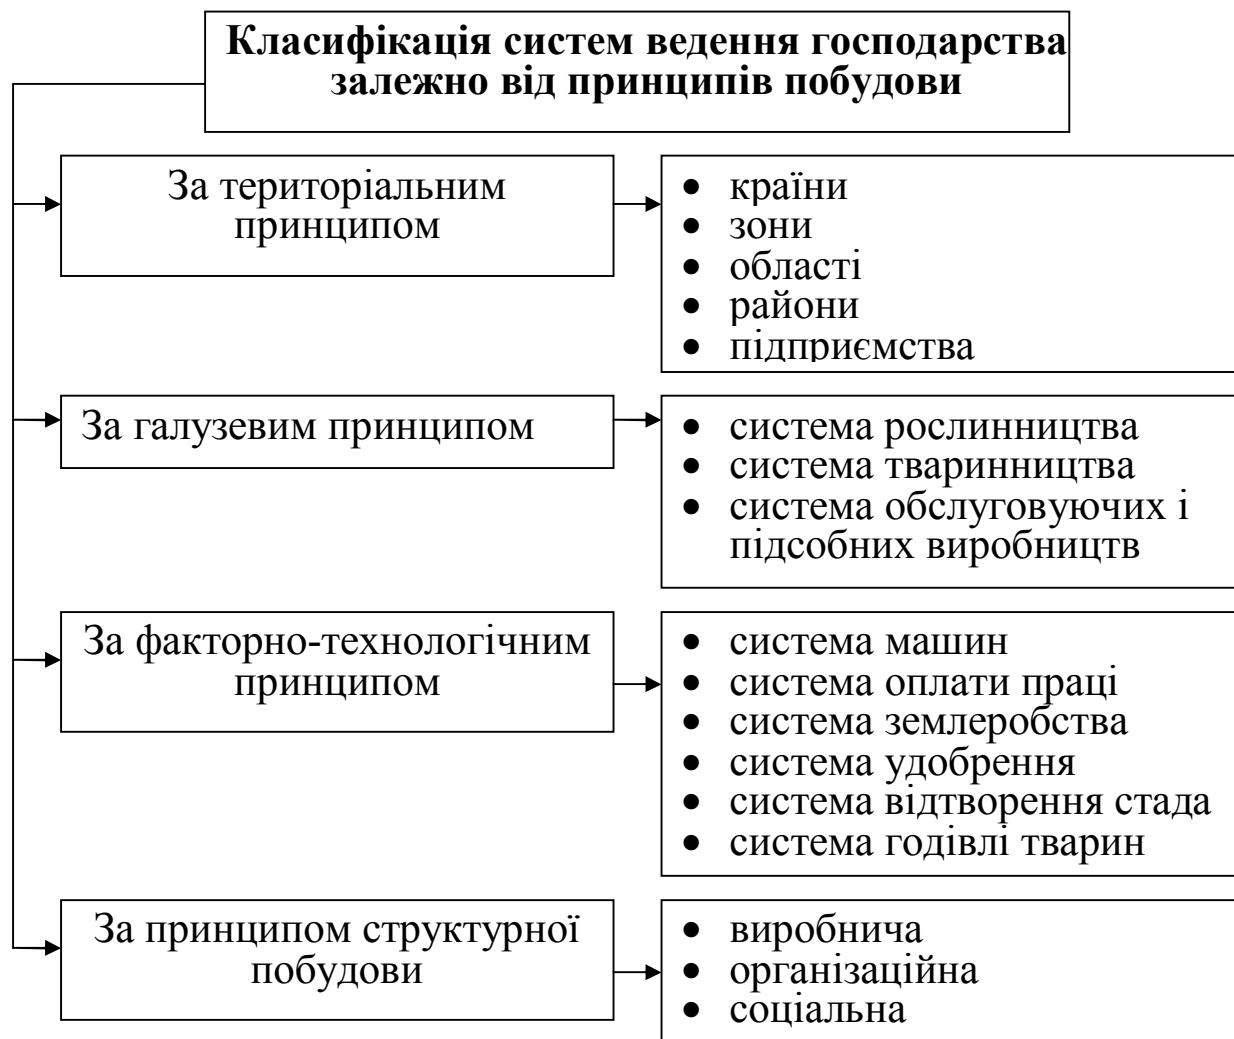 Класифікація систем ведення господарства
залежно від принципів побудови
За територіальним
принципом
• країни
• зони
• області
• райони
• підприємства
За галузевим принципом
• система рослинництва
• система тваринництва
• система обслуговуючих і
підсобних виробництв
За факторно-технологічним
принципом
• система машин
• система оплати праці
• система землеробства
• система удобрення
• система відтворення стада
• система годівлі тварин
За принципом структурної
побудови
• виробнича
• організаційна
• соціальна